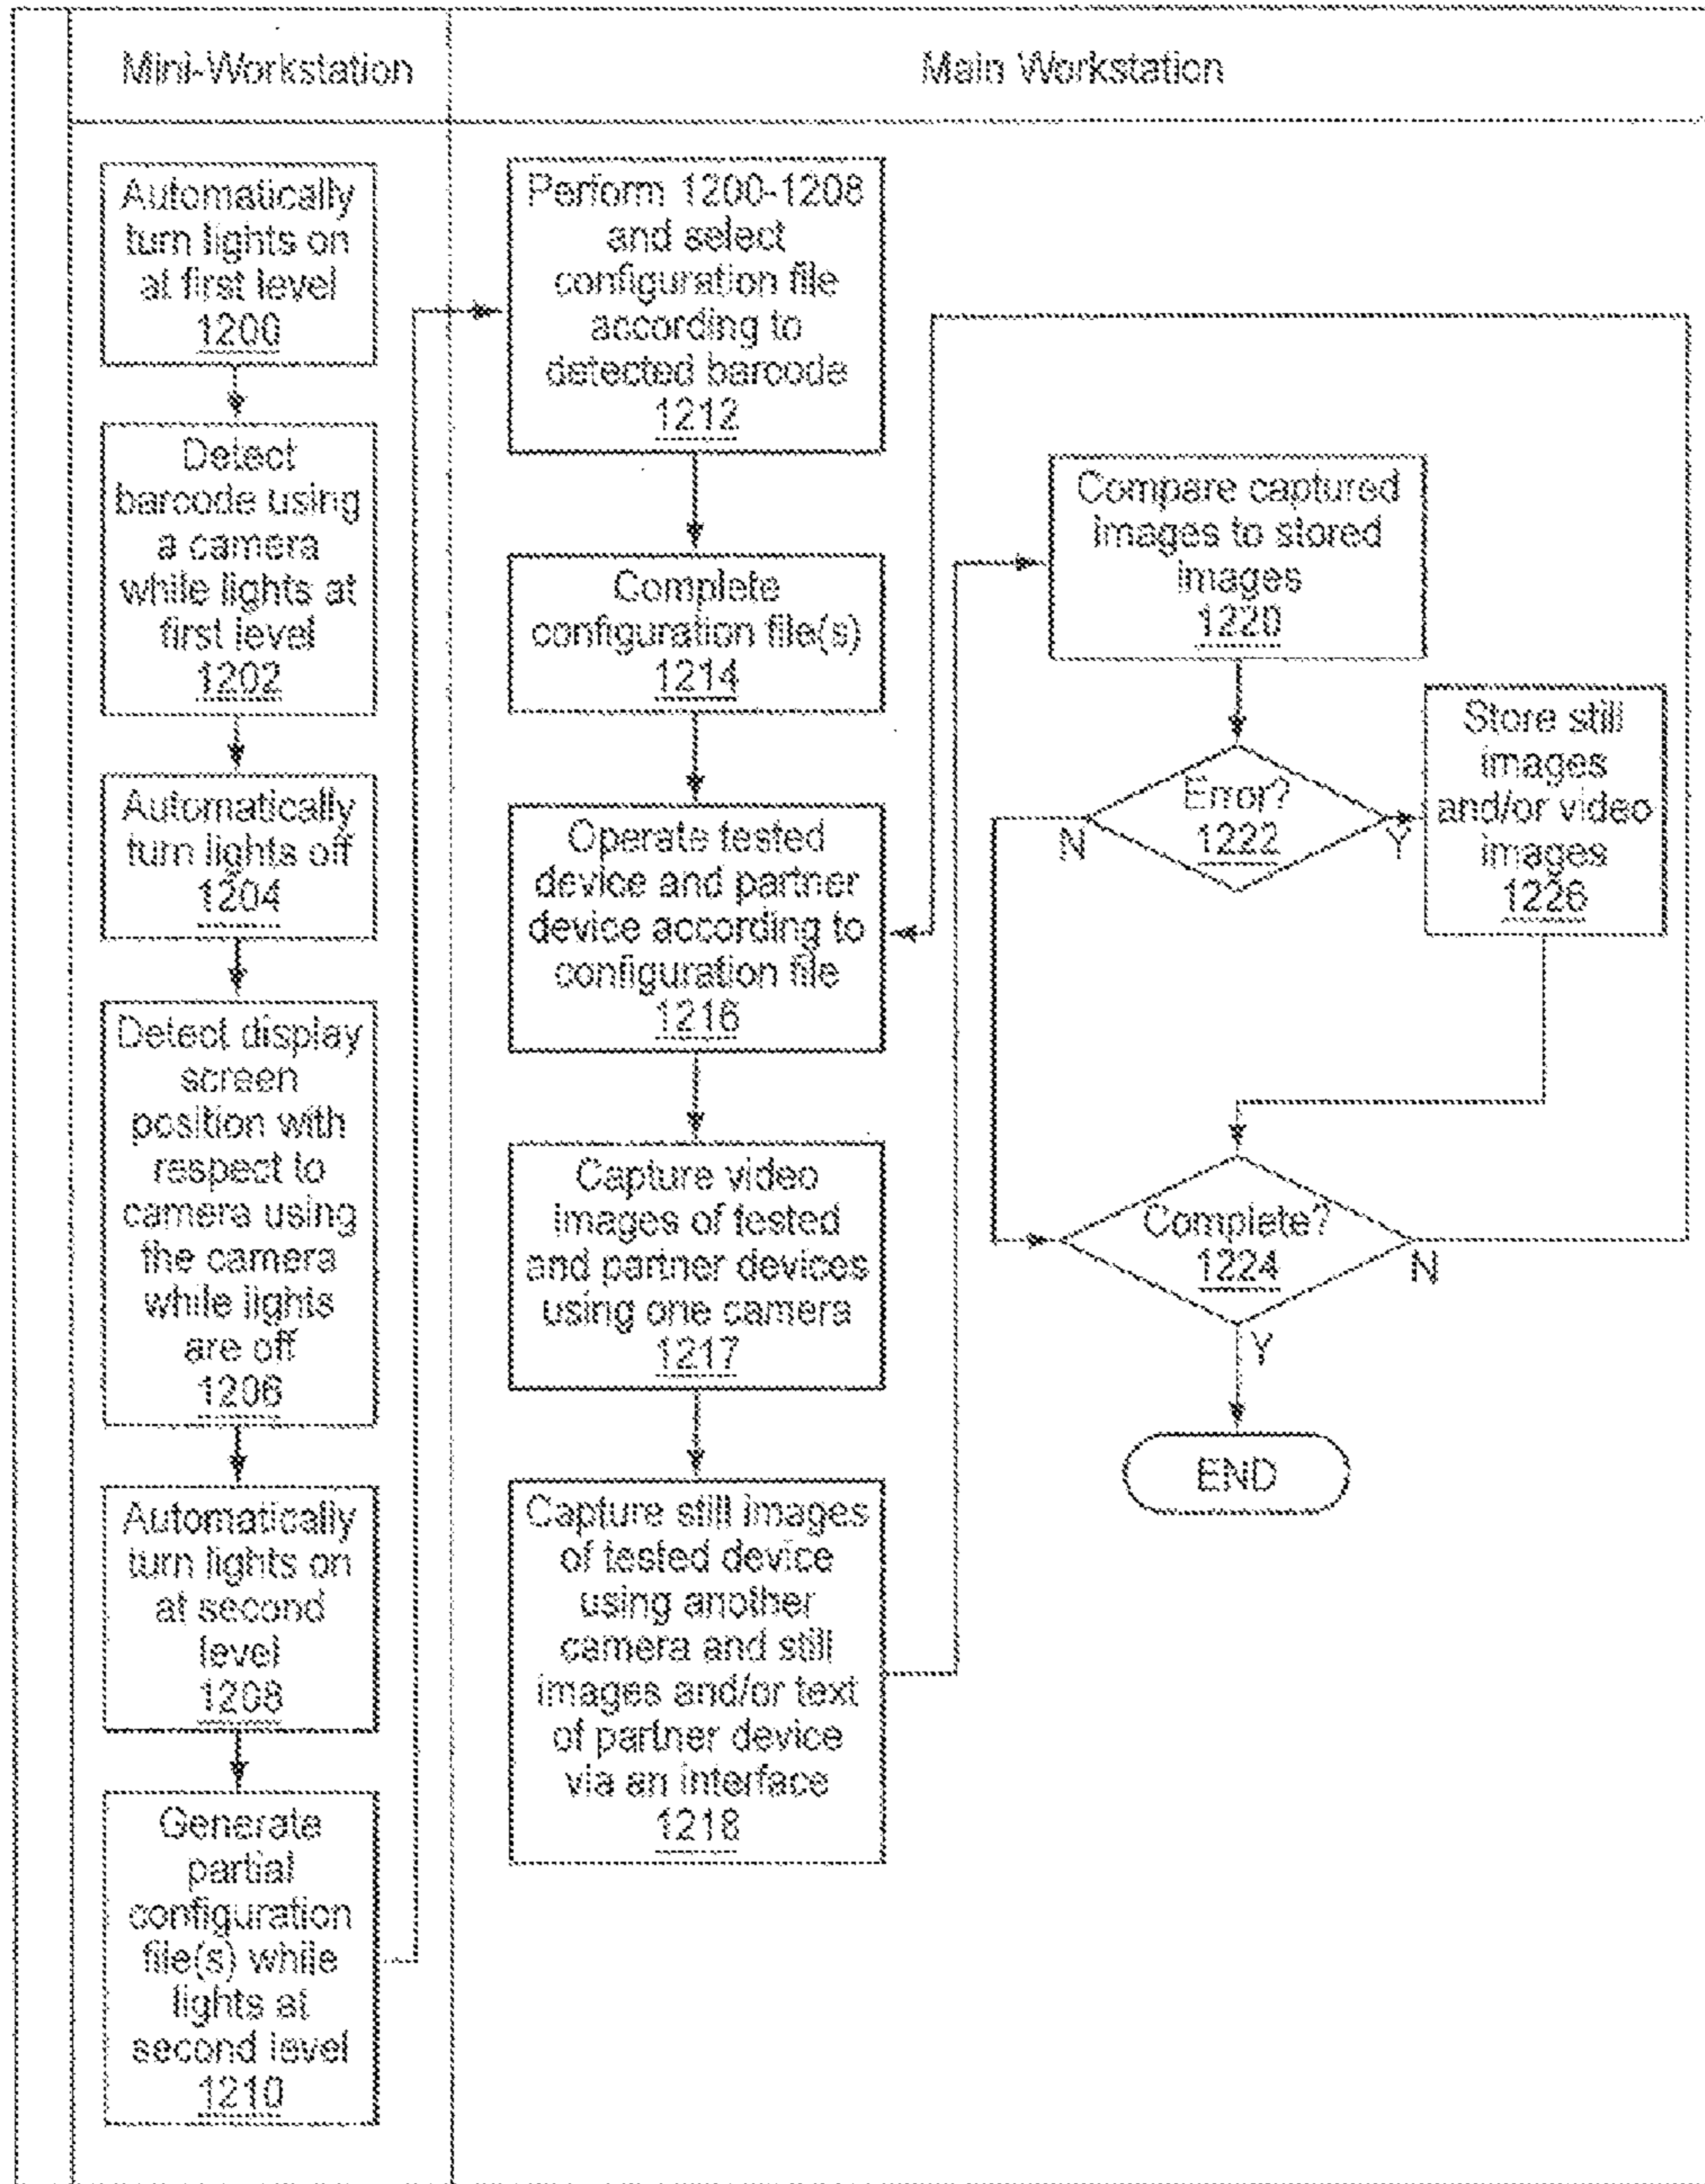 Mini-Workstation
Main Workstation
Automatically
turn lights on
at first level
1200
Detect
barcode using
a camera
while lights at
first level
1202
Automatically
turn lights off
1204
Detect display
screen
position with
respect to
camera using
the camera
while lights
are off
1206
Automatically
turn lights on
at second
level
1208
Generate
partial
configuration
file(s) while
lights at
second level
1210
Perform 1200-1208
and select
configuration file
according to
detected barcode
1212
Complete
configuration file(s)
1214
Operate tested
device and partner
device according to
configuration file
1216
Capture video
images of tested
and partner devices
using one camera
1217
Capture still images
of tested device
using another
camera and still
images and/or text
of partner device
via an interface
1218
Compare captured
images to stored
images
1220
Error?
1222
N
Y
Store still
images
and/or video
images
1226
Complete?
1224
N
Y
END